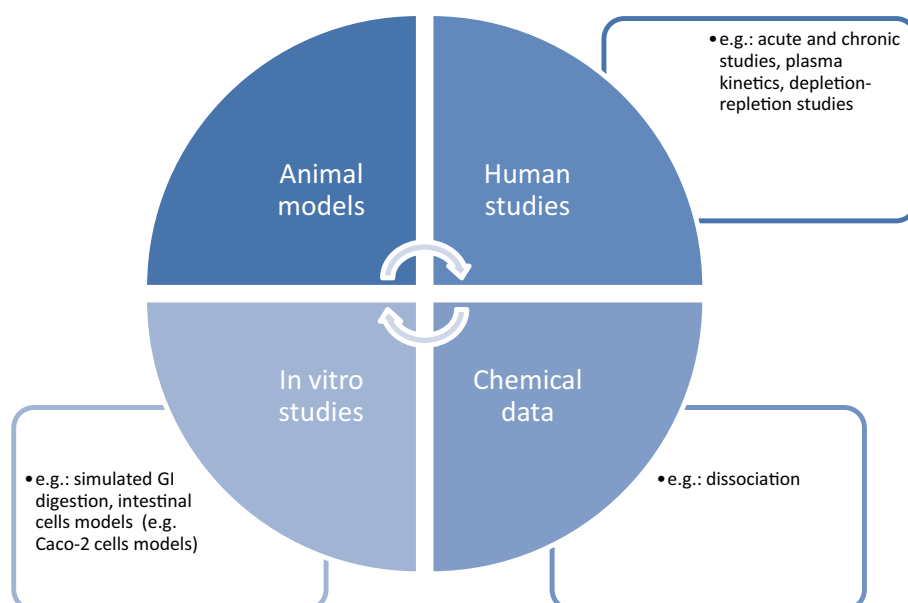 •e.g.: acute and chronic
studies, plasma
kinetics, depletion-
repletion studies
Animal
models
Human
studies
In vitro
studies
Chemical
data
•e.g.: simulated GI
digestion, intestinal
cells models (e.g.
Caco-2 cells models)
•e.g.: dissociation